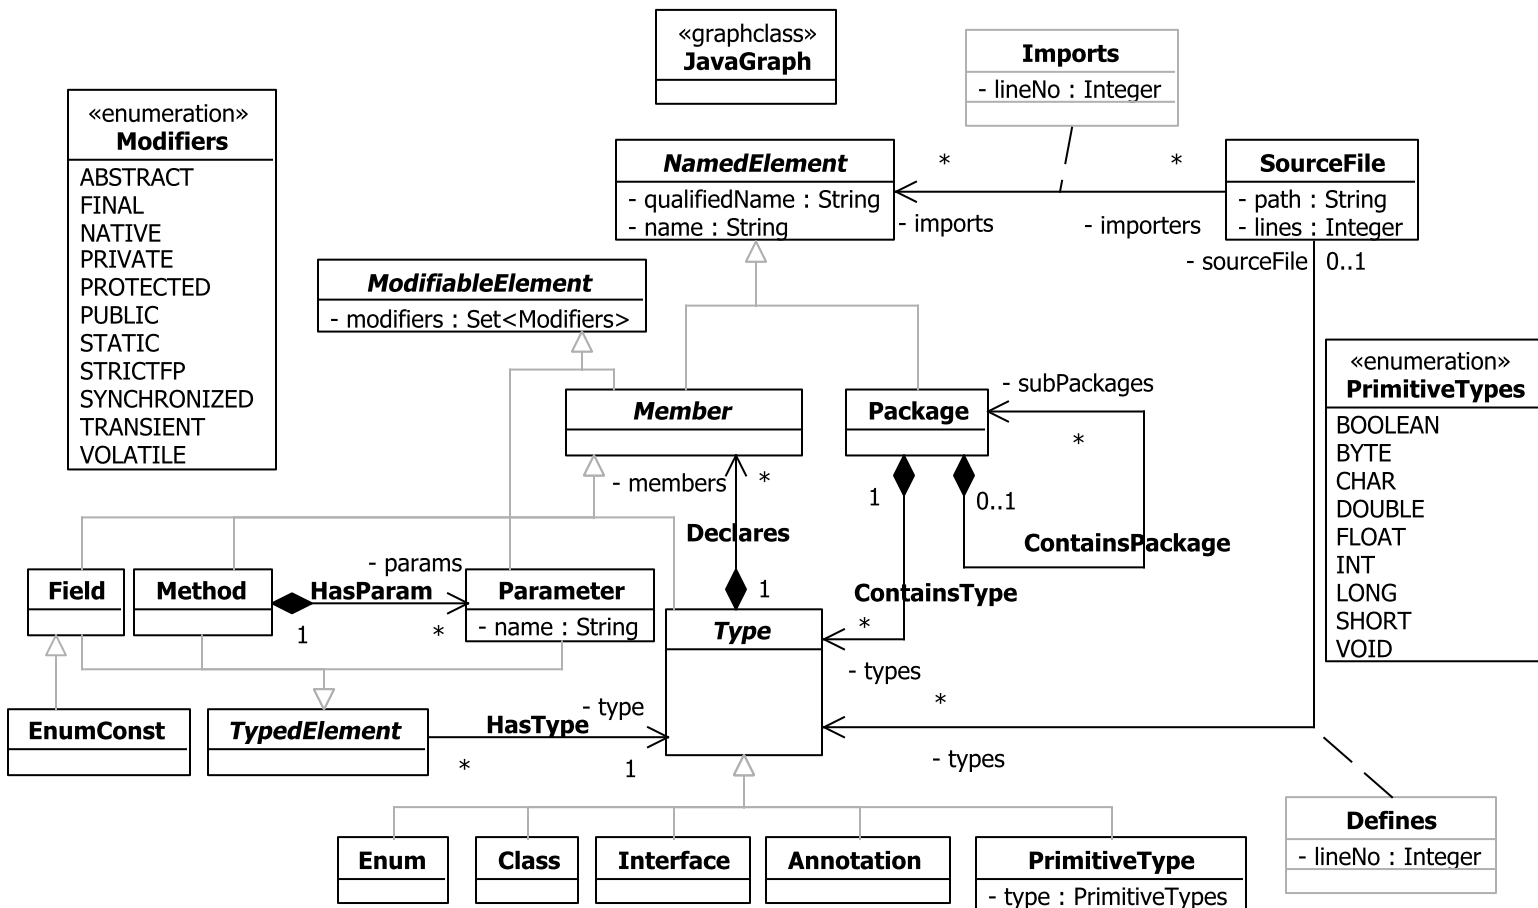 «graphclass»
JavaGraph
Imports
- lineNo : Integer
«enumeration»
Modifiers
ABSTRACT
FINAL
NATIVE
PRIVATE
PROTECTED
PUBLIC
STATIC
STRICTFP
SYNCHRONIZED
TRANSIENT
VOLATILE
NamedElement
- qualifiedName : String
- name : String
*
*
- imports
- importers
SourceFile
- path : String
- lines : Integer
- sourceFile
0..1
ModifiableElement
- modifiers : Set<Modifiers>
«enumeration»
PrimitiveTypes
BOOLEAN
BYTE
CHAR
DOUBLE
FLOAT
INT
LONG
SHORT
VOID
Member
Package
- subPackages
*
- members
*
1
0..1
Declares
ContainsPackage
Field
Method
- params
HasParam
1
*
Parameter
- name : String
1
ContainsType
*
- types
Type
EnumConst
TypedElement
- type
HasType
*
1
*
- types
Defines
- lineNo : Integer
Enum
Class
Interface
Annotation
PrimitiveType
- type : PrimitiveTypes